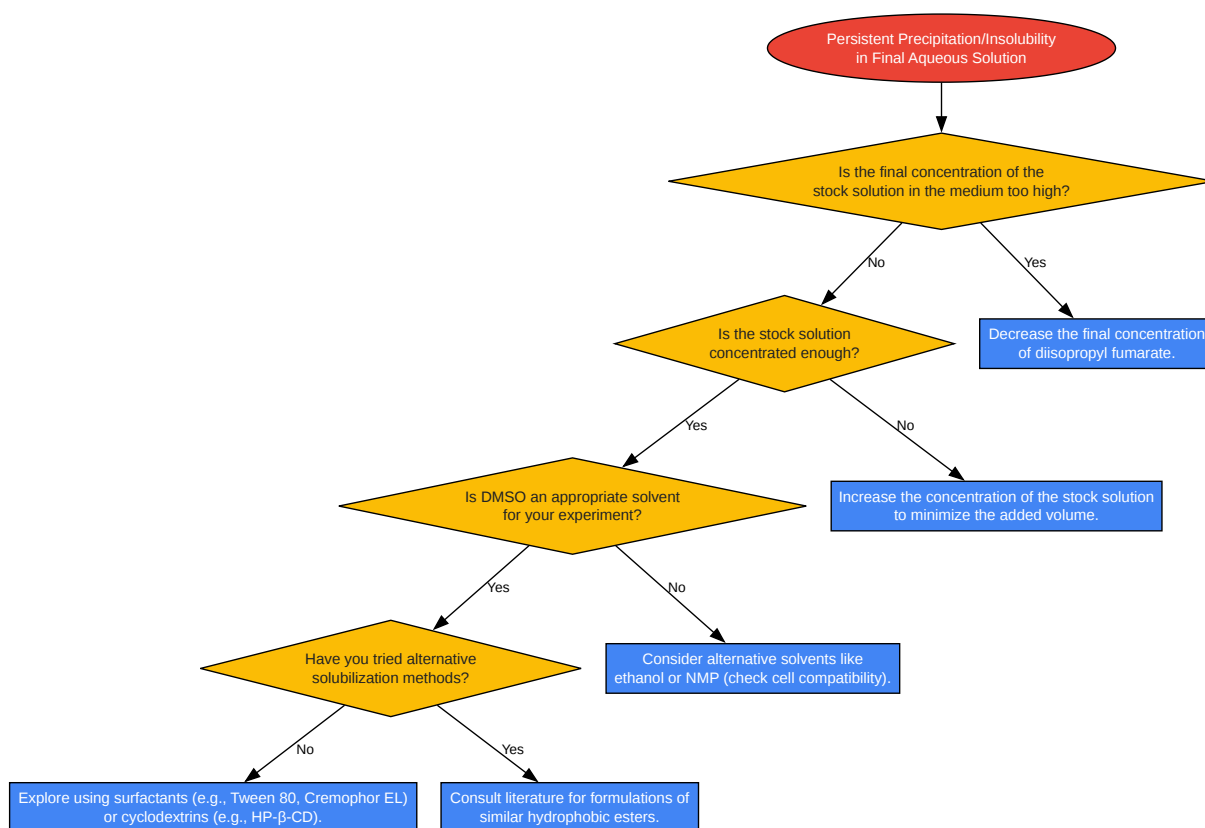 Persistent Precipitation/Insolubility
in Final Aqueous Solution
Is the final concentration of the
stock solution in the medium too high?
No
Yes
Is the stock solution
concentrated enough?
Decrease the final concentration
of diisopropyl fumarate.
Yes
No
Is DMSO an appropriate solvent
for your experiment?
Increase the concentration of the stock solution
to minimize the added volume.
Yes
No
Have you tried alternative
solubilization methods?
Consider alternative solvents like
ethanol or NMP (check cell compatibility).
No
Yes
Explore using surfactants (e.g., Tween 80, Cremophor EL)
or cyclodextrins (e.g., HP-β-CD).
Consult literature for formulations of
similar hydrophobic esters.